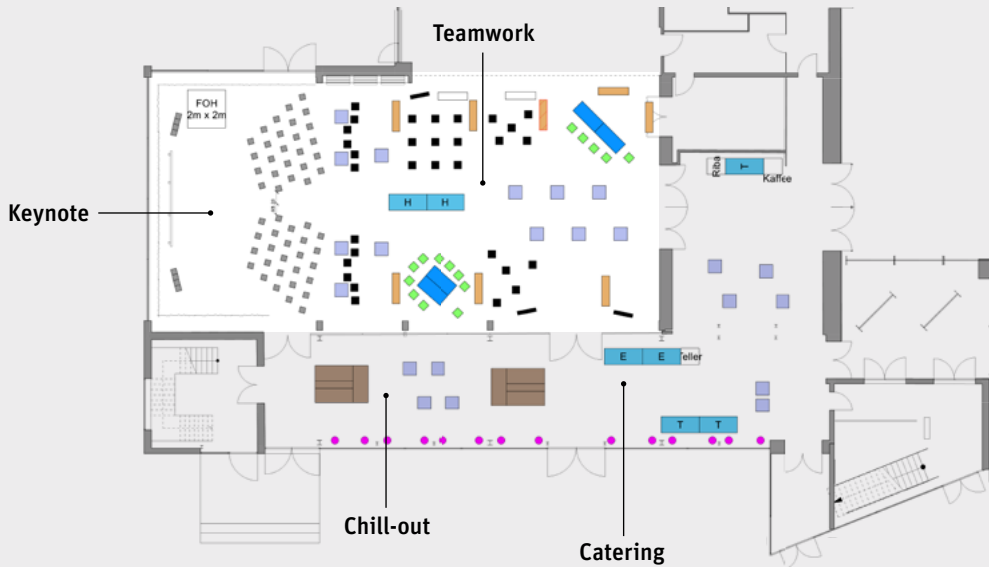 Teamwork
FOH
2m x 2m
Riba
T
Kaffee
H H
Keynote
E E Teller
T T
Chill-out
Catering